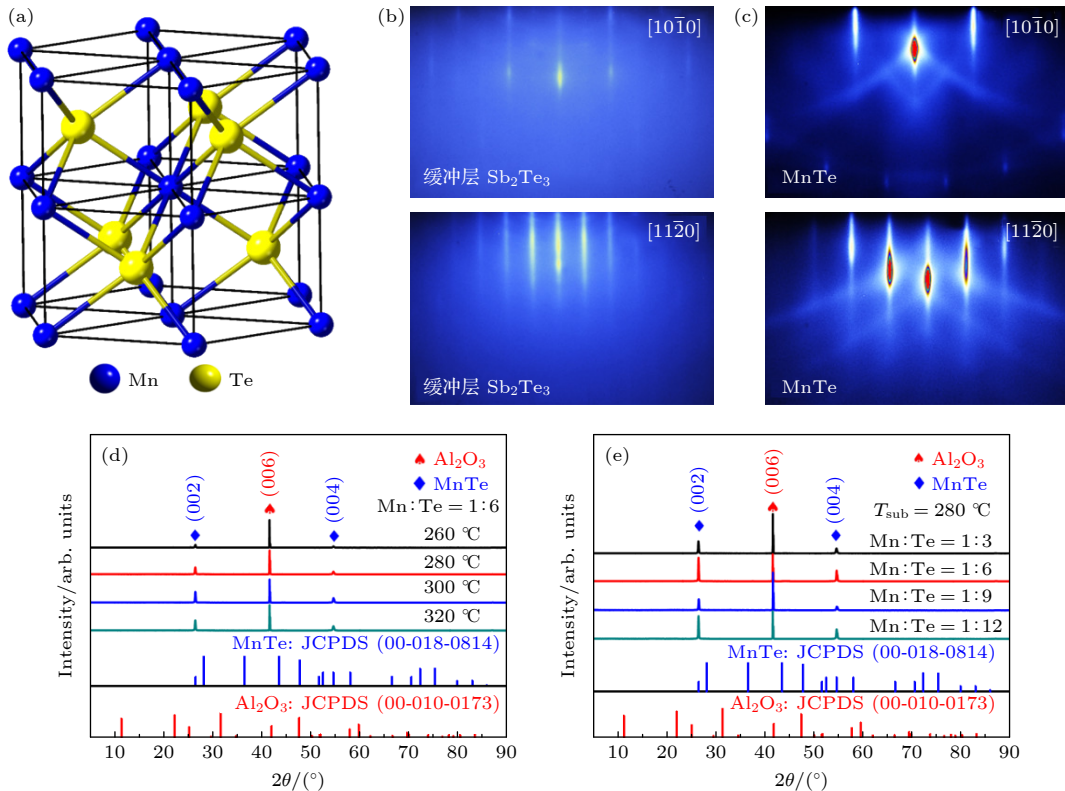 (a)
Mn
Te
(b)
[101̅0]
缓冲层 Sb₂Te₃
[112̅0]
缓冲层 Sb₂Te₃
(c)
[101̅0]
MnTe
[112̅0]
MnTe
(d)
Al₂O₃
MnTe
(002)
(006)
(004)
Mn∶Te = 1∶6
260 ℃
280 ℃
300 ℃
320 ℃
MnTe: JCPDS (00-018-0814)
Al₂O₃: JCPDS (00-010-0173)
Intensity/arb. units
10 20 30 40 50 60 70 80 90
2θ/(°)
(e)
Al₂O₃
MnTe
(002)
(006)
(004)
T_sub = 280 ℃
Mn∶Te = 1∶3
Mn∶Te = 1∶6
Mn∶Te = 1∶9
Mn∶Te = 1∶12
MnTe: JCPDS (00-018-0814)
Al₂O₃: JCPDS (00-010-0173)
Intensity/arb. units
10 20 30 40 50 60 70 80 90
2θ/(°)